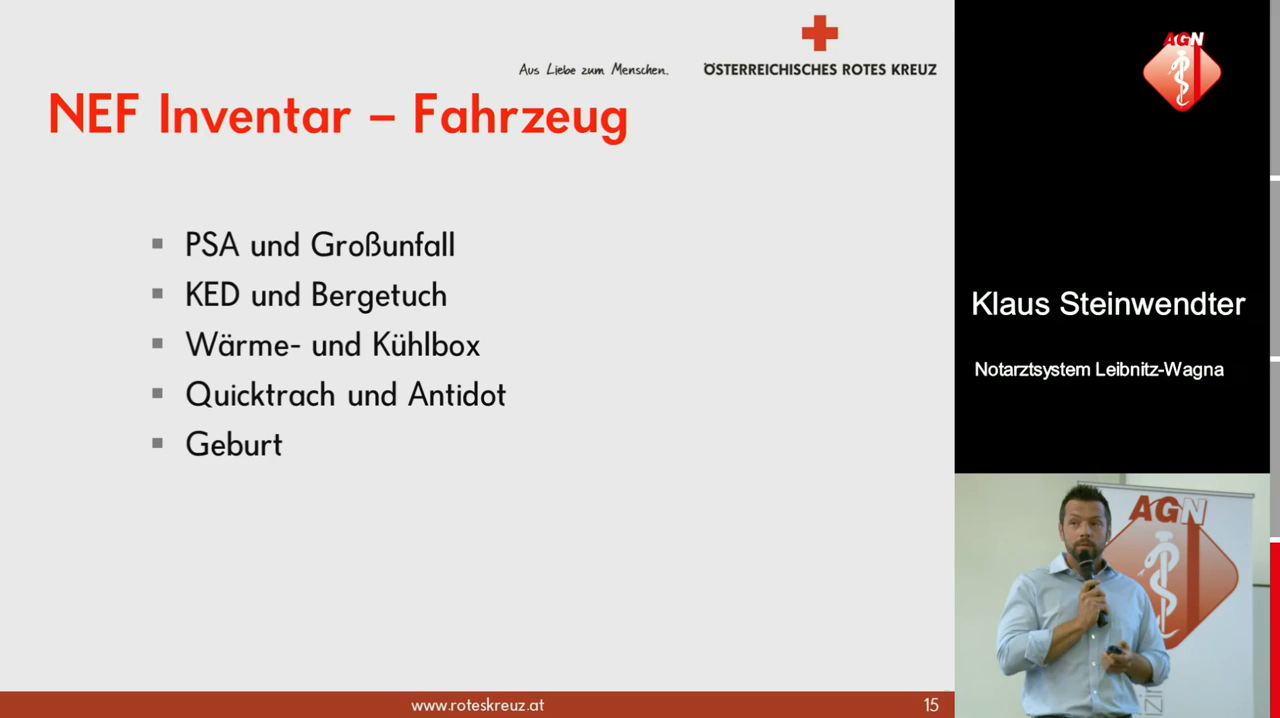 Aus Liebe zum Menschen.
ÖSTERREICHISCHES ROTES KREUZ
NEF Inventar – Fahrzeug
PSA und Großunfall
KED und Bergetuch
Wärme- und Kühlbox
Quicktrach und Antidot
Geburt
www.roteskreuz.at
15
AGN
Klaus Steinwendter
Notarztsystem Leibnitz-Wagna
AGN